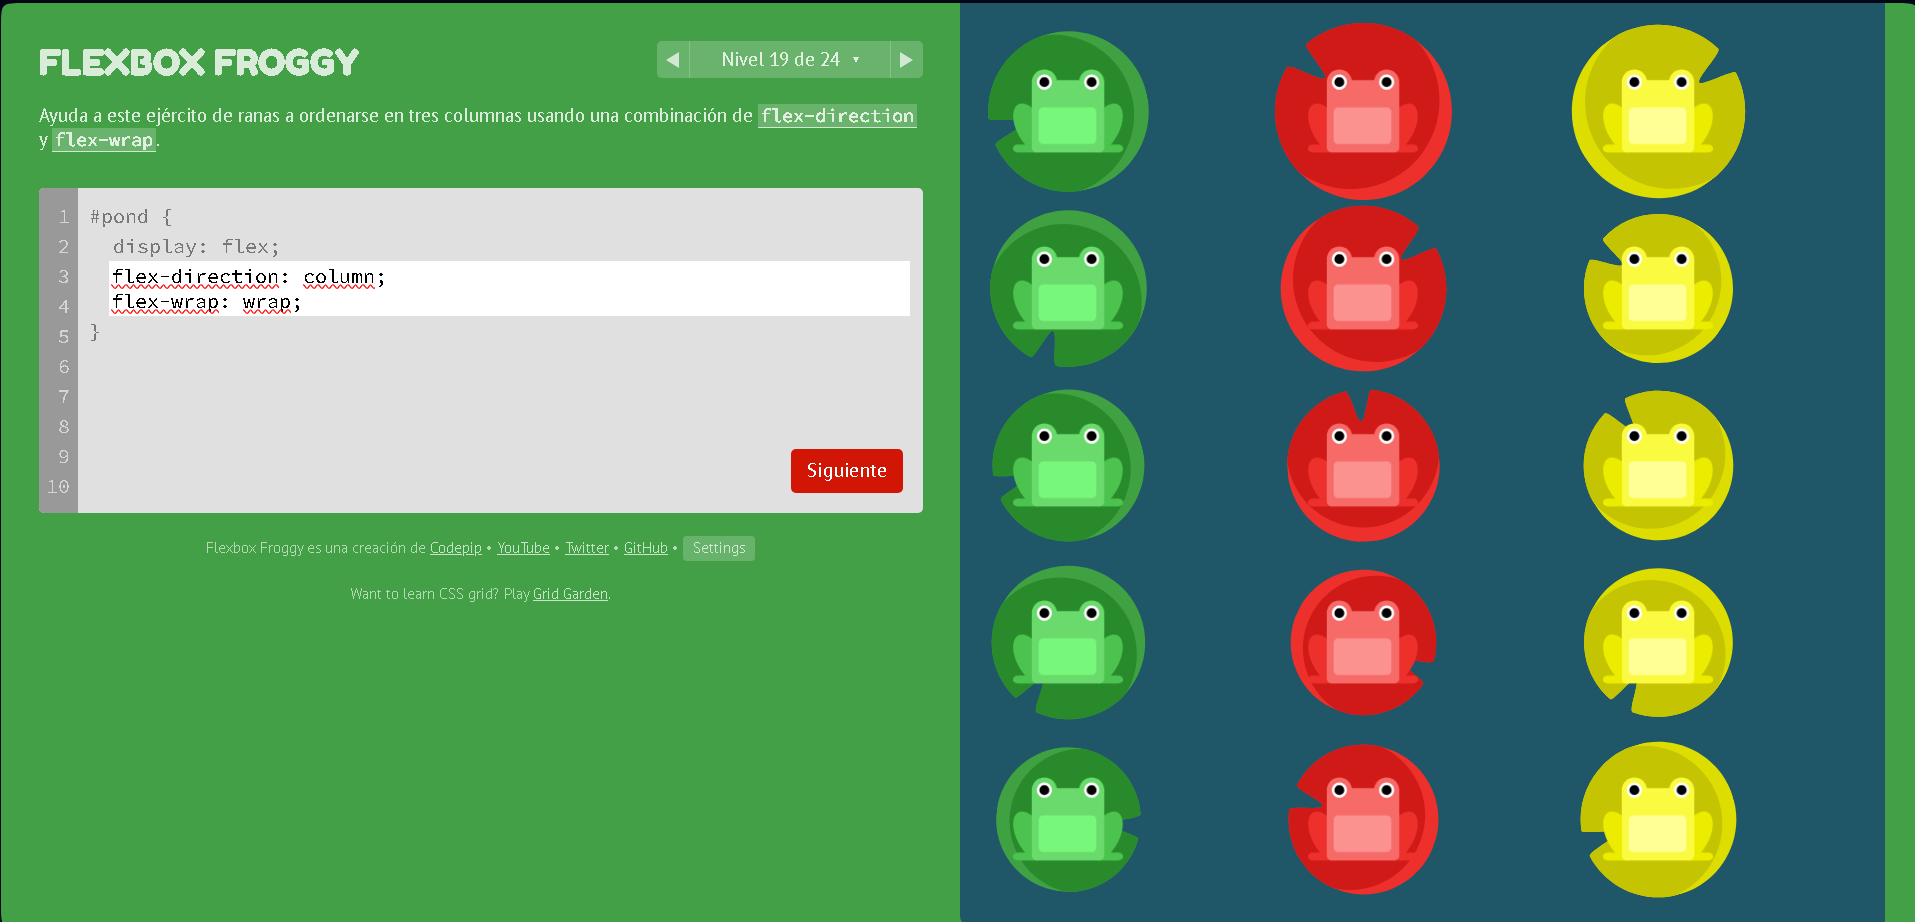 FLEXBOX FROGGY
◀ Nivel 19 de 24 ▾ ▶
Ayuda a este ejército de ranas a ordenarse en tres columnas usando una combinación de flex-direction
y flex-wrap.
1 #pond {
2 display: flex;
3 flex-direction: column;
4 flex-wrap: wrap;
5 }
6
7
8
9
10
Siguiente
Flexbox Froggy es una creación de Codepip • YouTube • Twitter • GitHub • Settings
Want to learn CSS grid? Play Grid Garden.